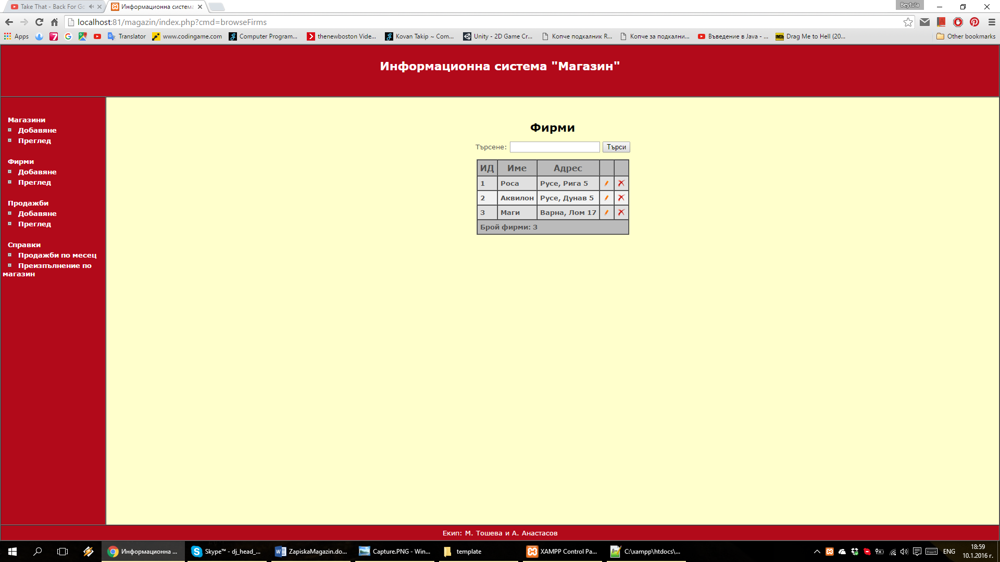 Take That - Back For Go
Информационна система
Beytula
localhost:81/magazin/index.php?cmd=browseFirms
Apps
Translator
www.codingame.com
Computer Program...
thenewboston Vide...
Kovan Takip ~ Com...
Unity - 2D Game Cr...
Копче подкалник R...
Копче за подкални...
Въведение в Java - ...
Drag Me to Hell (20...
Other bookmarks
Информационна система "Магазин"
Магазини
Добавяне
Преглед
Фирми
Добавяне
Преглед
Продажби
Добавяне
Преглед
Справки
Продажби по месец
Преизпълнение по
магазин
Фирми
Търсене: Търси
ИД Име Адрес
1 Роса Русе, Рига 5
2 Аквилон Русе, Дунав 5
3 Маги Варна, Лом 17
Брой фирми: 3
Екип: М. Тошева и А. Анастасов
Информационна ...
Skype™ - dj_head_...
ZapiskaMagazin.do...
Capture.PNG - Win...
template
XAMPP Control Pa...
C:\xampp\htdocs\...
ENG
18:59
10.1.2016 г.